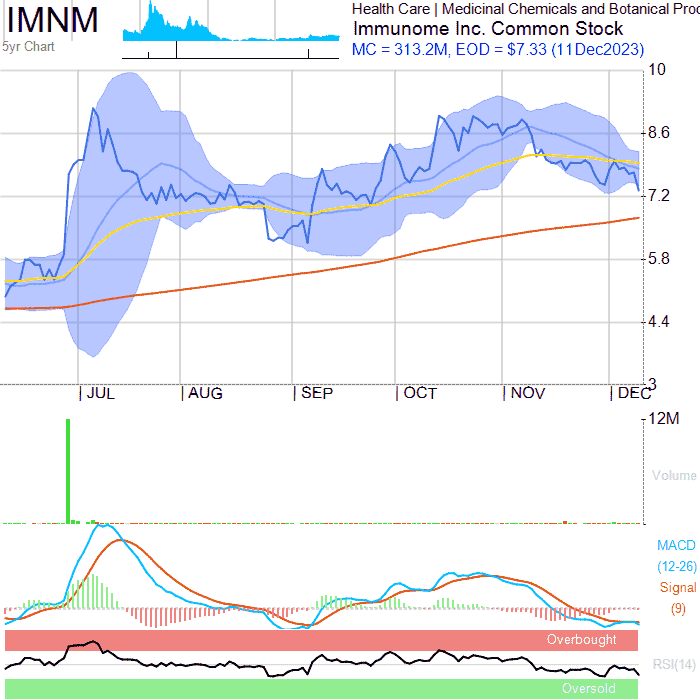 IMNM
5yr Chart
Health Care | Medicinal Chemicals and Botanical Proc
Immunome Inc. Common Stock
MC = 313.2M, EOD = $7.33 (11Dec2023)
10
8.6
7.2
5.8
4.4
3
JUL AUG SEP OCT NOV DEC
12M
Volume
MACD
(12-26)
Signal
(9)
Overbought
RSI(14)
Oversold